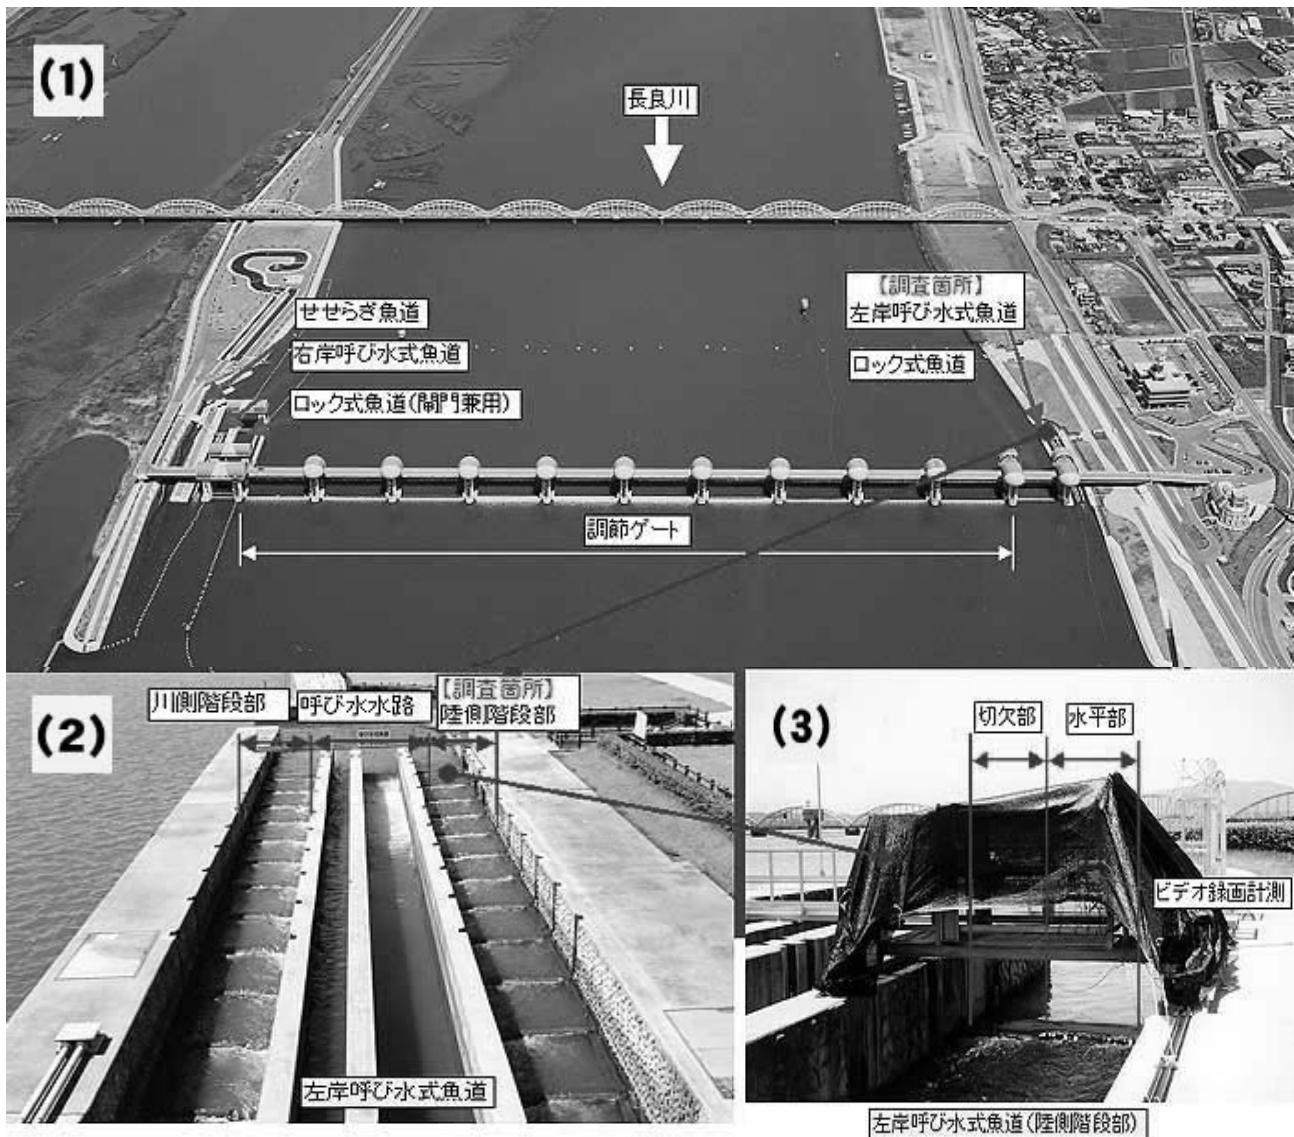 (1)
長良川
【調査箇所】
左岸呼び水式魚道
ロック式魚道
せせらぎ魚道
右岸呼び水式魚道
ロック式魚道(閘門兼用)
調節ゲート
(2)
川側階段部
呼び水水路
【調査箇所】
陸側階段部
左岸呼び水式魚道
(3)
切欠部
水平部
ビデオ録画計測
左岸呼び水式魚道(陸側階段部)